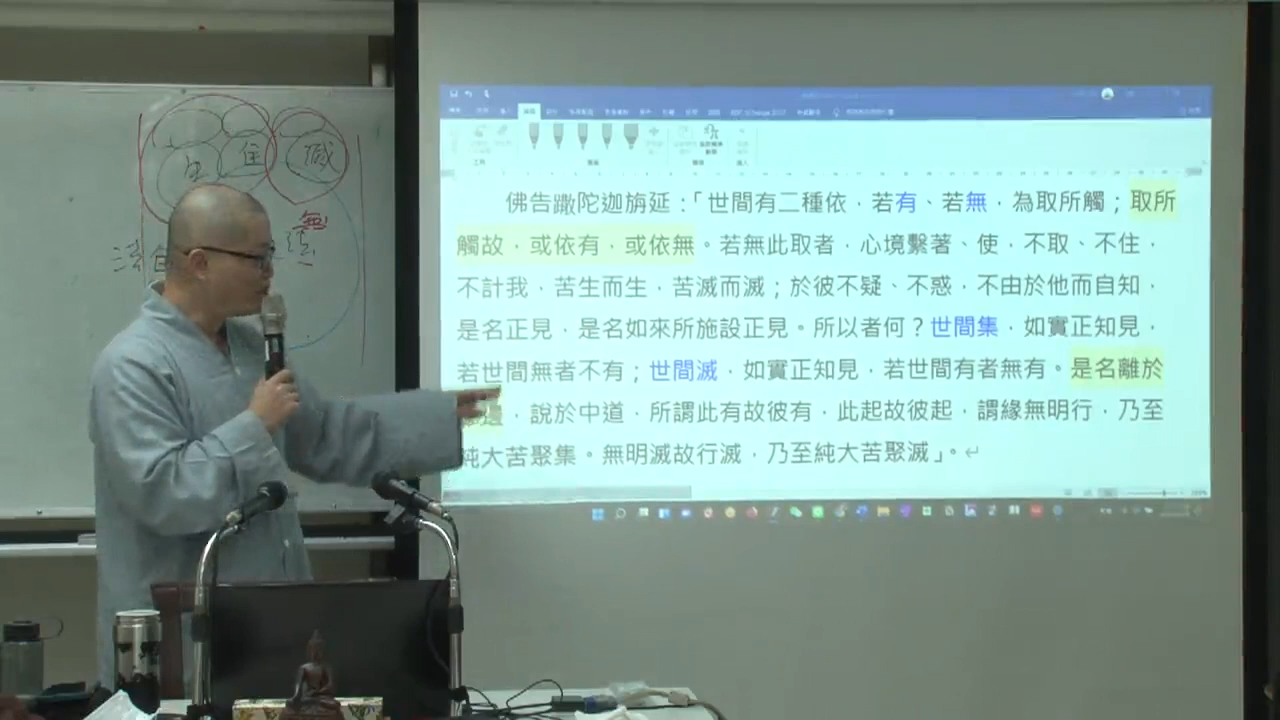 生 住 滅
無
佛告蹳陀迦旃延：「世間有二種依，若有、若無，為取所觸；取所
觸故，或依有，或依無。若無此取者，心境繫著、使，不取、不住，
不計我，苦生而生，苦滅而滅；於彼不疑、不惑，不由於他而自知，
是名正見，是名如來所施設正見。所以者何？世間集，如實正知見，
若世間無者不有；世間滅，如實正知見，若世間有者無有。是名離於
邊，說於中道，所謂此有故彼有，此起故彼起，謂緣無明行，乃至
純大苦聚集。無明滅故行滅，乃至純大苦聚滅」。